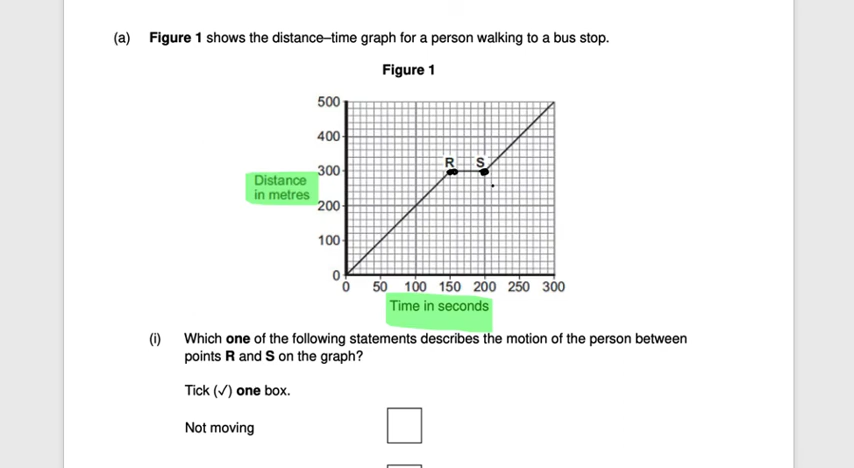 (a) Figure 1 shows the distance–time graph for a person walking to a bus stop.
Figure 1
500
400
R S
300
Distance
in metres
200
100
0
0 50 100 150 200 250 300
Time in seconds
(i) Which one of the following statements describes the motion of the person between
points R and S on the graph?
Tick (✓) one box.
Not moving